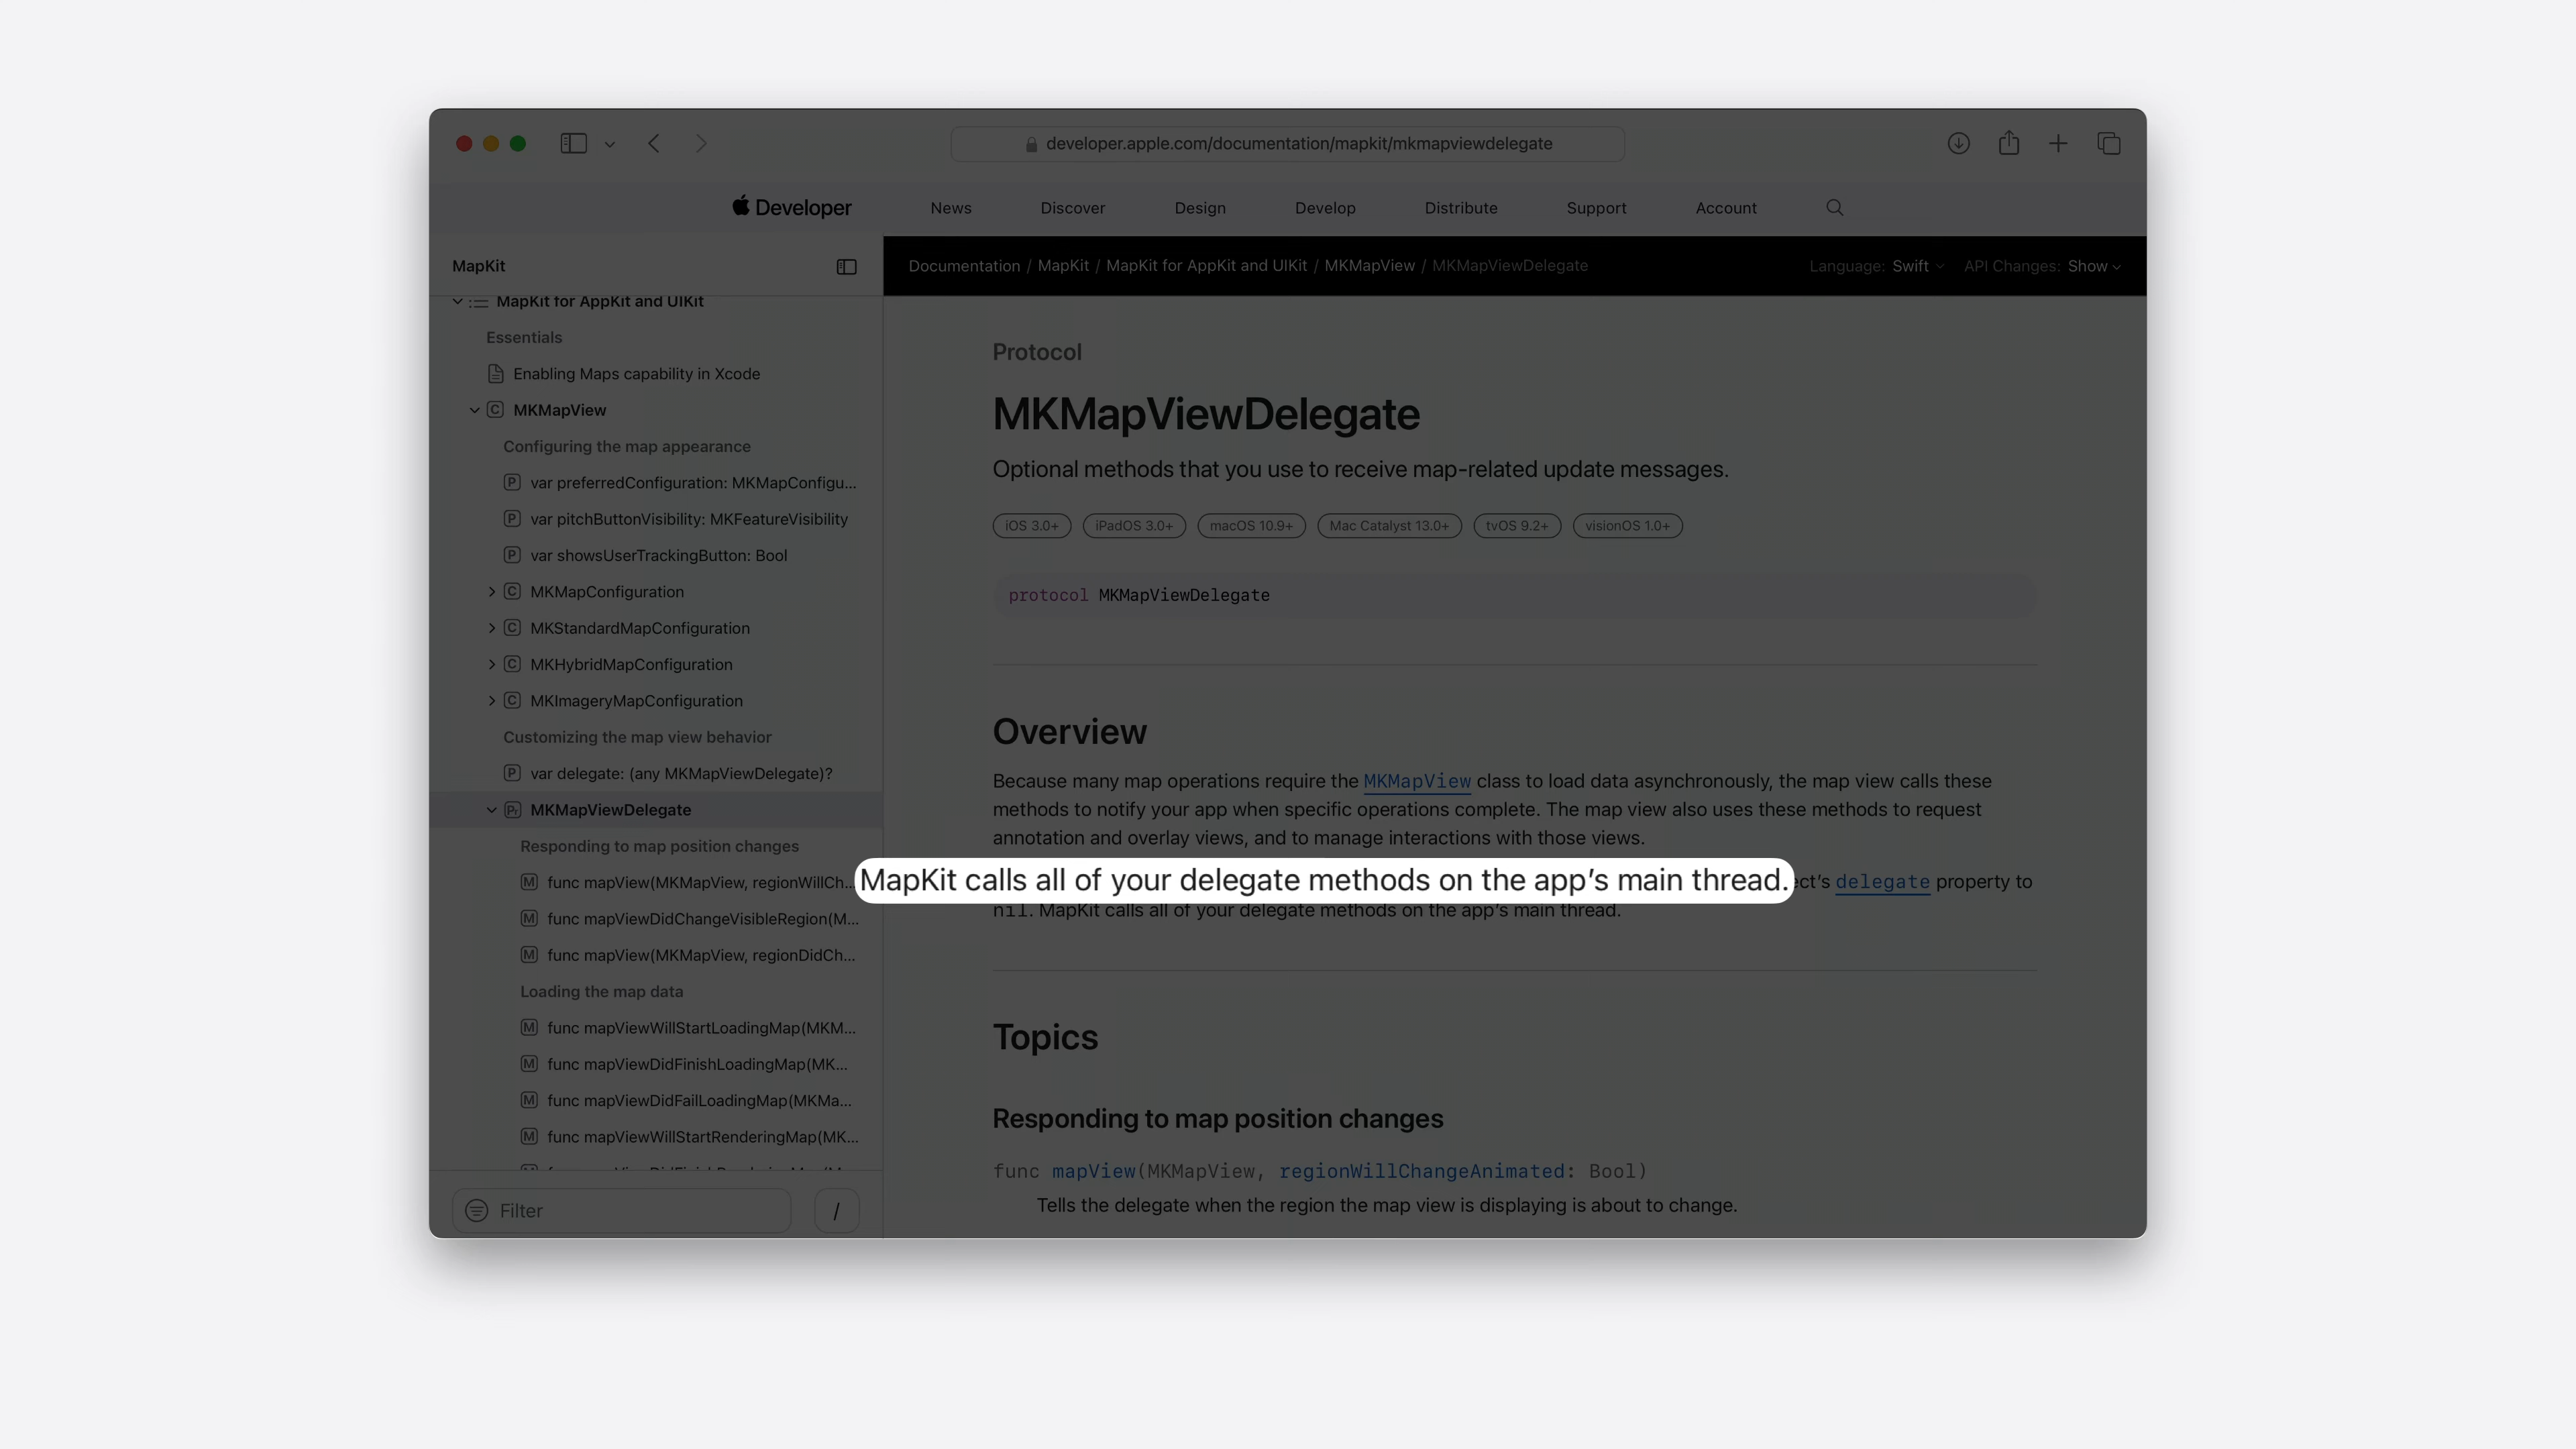 developer.apple.com/documentation/mapkit/mkmapviewdelegate
Developer
News
Discover
Design
Develop
Distribute
Support
Account
MapKit
Documentation / MapKit / MapKit for AppKit and UIKit / MKMapView / MKMapViewDelegate
Language: Swift
API Changes: Show
MapKit for AppKit and UIKit
Essentials
Enabling Maps capability in Xcode
C MKMapView
Configuring the map appearance
P var preferredConfiguration: MKMapConfigu...
P var pitchButtonVisibility: MKFeatureVisibility
P var showsUserTrackingButton: Bool
C MKMapConfiguration
C MKStandardMapConfiguration
C MKHybridMapConfiguration
C MKImageryMapConfiguration
Customizing the map view behavior
P var delegate: (any MKMapViewDelegate)?
Pr MKMapViewDelegate
Responding to map position changes
M func mapView(MKMapView, regionWillCh...
M func mapViewDidChangeVisibleRegion(M...
M func mapView(MKMapView, regionDidCh...
Loading the map data
M func mapViewWillStartLoadingMap(MKM...
M func mapViewDidFinishLoadingMap(MK...
M func mapViewDidFailLoadingMap(MKMa...
M func mapViewWillStartRenderingMap(MK...
Filter
/
Protocol
MKMapViewDelegate
Optional methods that you use to receive map-related update messages.
iOS 3.0+
iPadOS 3.0+
macOS 10.9+
Mac Catalyst 13.0+
tvOS 9.2+
visionOS 1.0+
protocol MKMapViewDelegate
Overview
Because many map operations require the MKMapView class to load data asynchronously, the map view calls these
methods to notify your app when specific operations complete. The map view also uses these methods to request
annotation and overlay views, and to manage interactions with those views.
MapKit calls all of your delegate methods on the app’s main thread.
delegate property to
nil. MapKit calls all of your delegate methods on the app’s main thread.
Topics
Responding to map position changes
func mapView(MKMapView, regionWillChangeAnimated: Bool)
Tells the delegate when the region the map view is displaying is about to change.